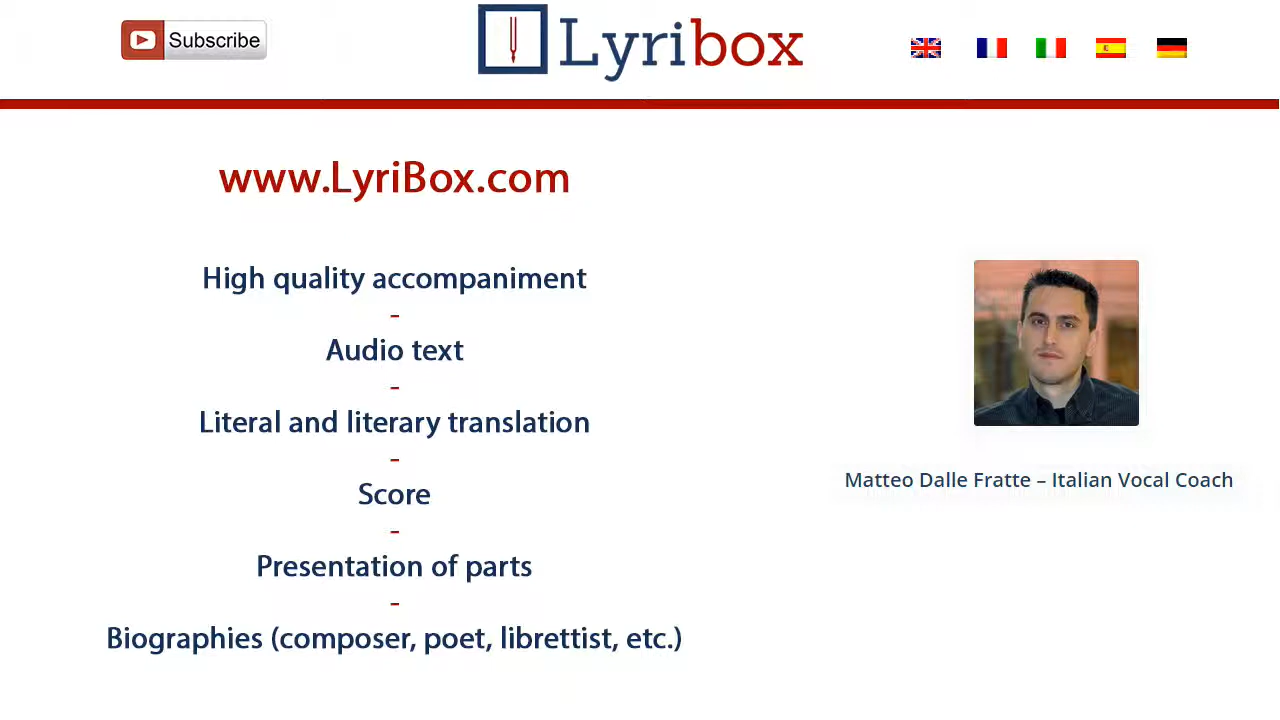 Subscribe
Lyribox
www.LyriBox.com
High quality accompaniment
-
Audio text
-
Literal and literary translation
-
Score
-
Presentation of parts
-
Biographies (composer, poet, librettist, etc.)
Matteo Dalle Fratte – Italian Vocal Coach